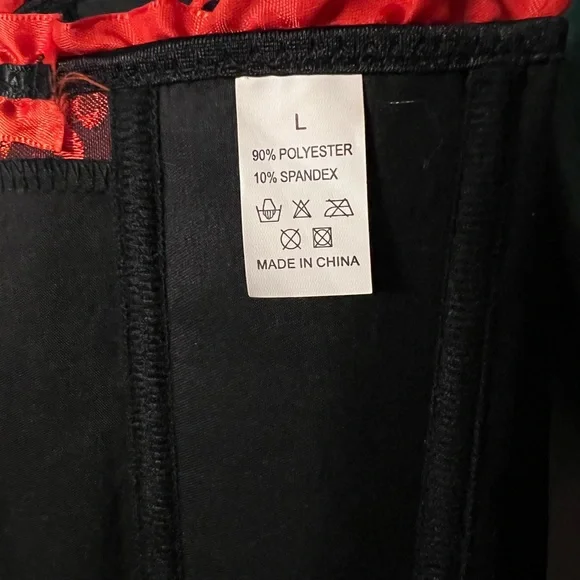 L
90% POLYESTER
10% SPANDEX
MADE IN CHINA